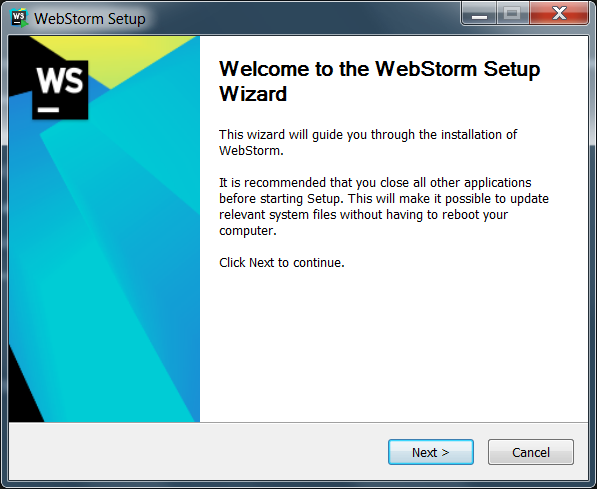 WebStorm Setup
WS
Welcome to the WebStorm Setup
Wizard
This wizard will guide you through the installation of
WebStorm.
It is recommended that you close all other applications
before starting Setup. This will make it possible to update
relevant system files without having to reboot your
computer.
Click Next to continue.
Next >
Cancel